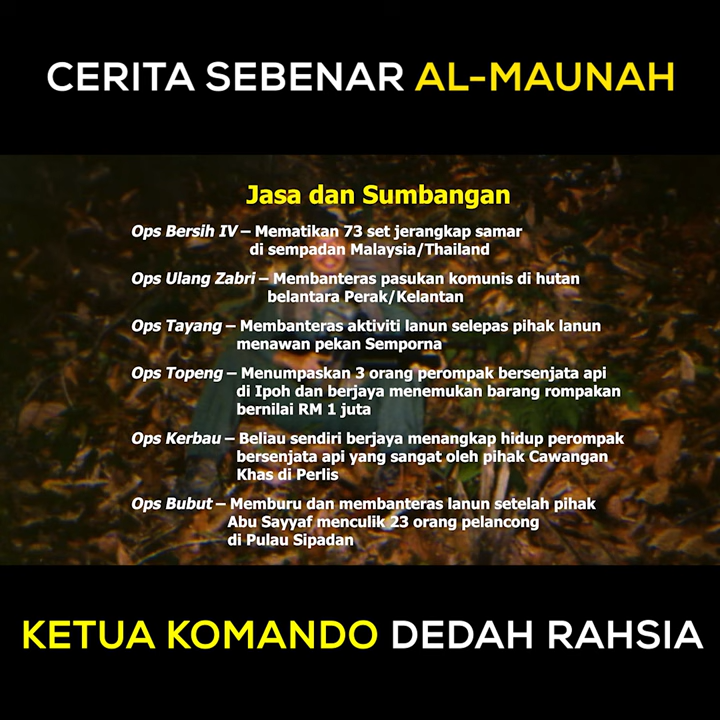 CERITA SEBENAR AL-MAUNAH
Jasa dan Sumbangan
Ops Bersih IV – Mematikan 73 set jerangkap samar
di sempadan Malaysia/Thailand
Ops Ulang Zabri – Membanteras pasukan komunis di hutan
belantara Perak/Kelantan
Ops Tayang – Membanteras aktiviti lanun selepas pihak lanun
menawan pekan Semporna
Ops Topeng – Menumpaskan 3 orang perompak bersenjata api
di Ipoh dan berjaya menemukan barang rompakan
bernilai RM 1 juta
Ops Kerbau – Beliau sendiri berjaya menangkap hidup perompak
bersenjata api yang sangat oleh pihak Cawangan
Khas di Perlis
Ops Bubut – Memburu dan membanteras lanun setelah pihak
Abu Sayyaf menculik 23 orang pelancong
di Pulau Sipadan
KETUA KOMANDO DEDAH RAHSIA